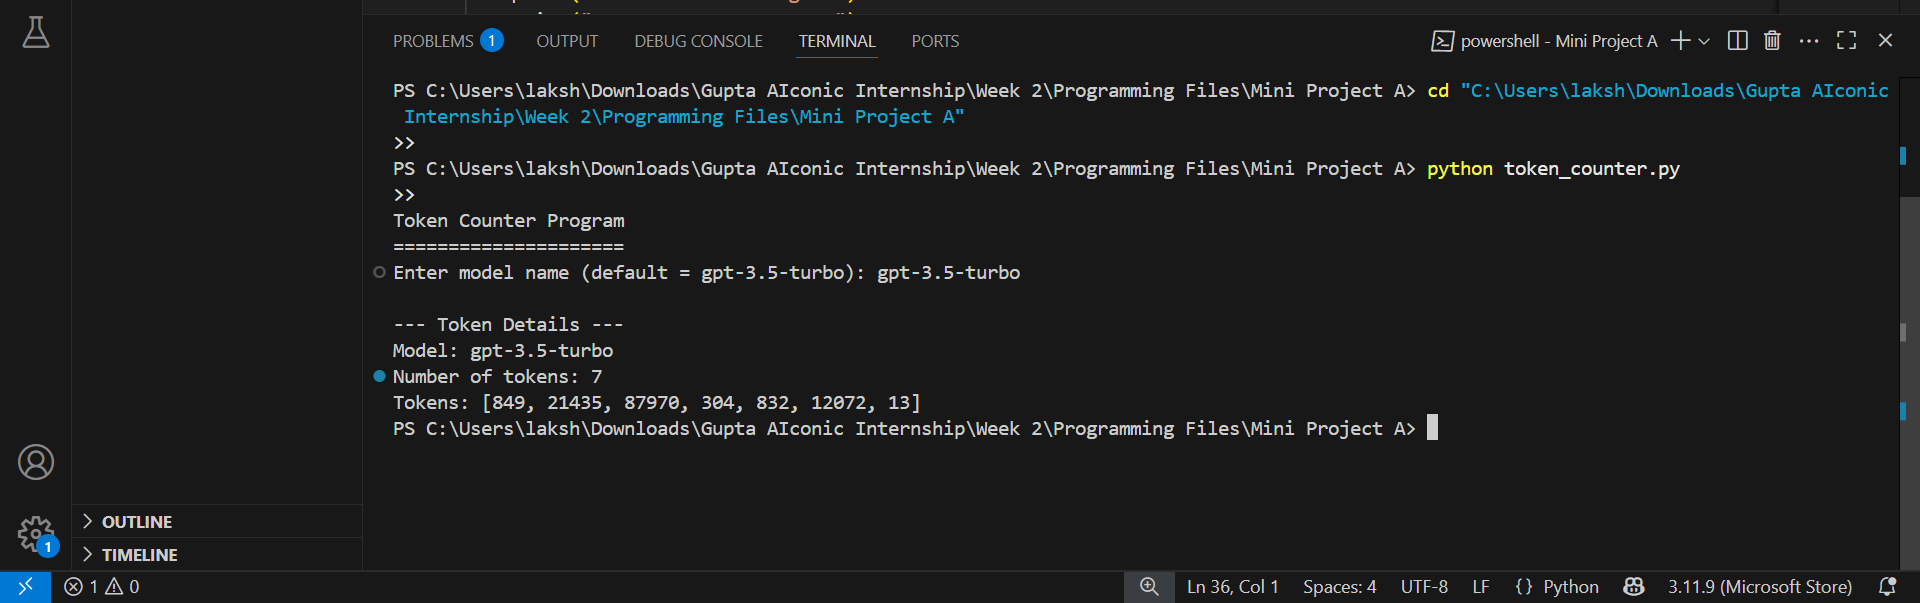 PROBLEMS 1 OUTPUT DEBUG CONSOLE TERMINAL PORTS powershell - Mini Project A
PS C:\Users\laksh\Downloads\Gupta AIconic Internship\Week 2\Programming Files\Mini Project A> cd "C:\Users\laksh\Downloads\Gupta AIconic
Internship\Week 2\Programming Files\Mini Project A"
>>
PS C:\Users\laksh\Downloads\Gupta AIconic Internship\Week 2\Programming Files\Mini Project A> python token_counter.py
>>
Token Counter Program
=====================
Enter model name (default = gpt-3.5-turbo): gpt-3.5-turbo
--- Token Details ---
Model: gpt-3.5-turbo
Number of tokens: 7
Tokens: [849, 21435, 87970, 304, 832, 12072, 13]
PS C:\Users\laksh\Downloads\Gupta AIconic Internship\Week 2\Programming Files\Mini Project A>
OUTLINE
1
TIMELINE
1 0 Ln 36, Col 1 Spaces: 4 UTF-8 LF {} Python 3.11.9 (Microsoft Store)